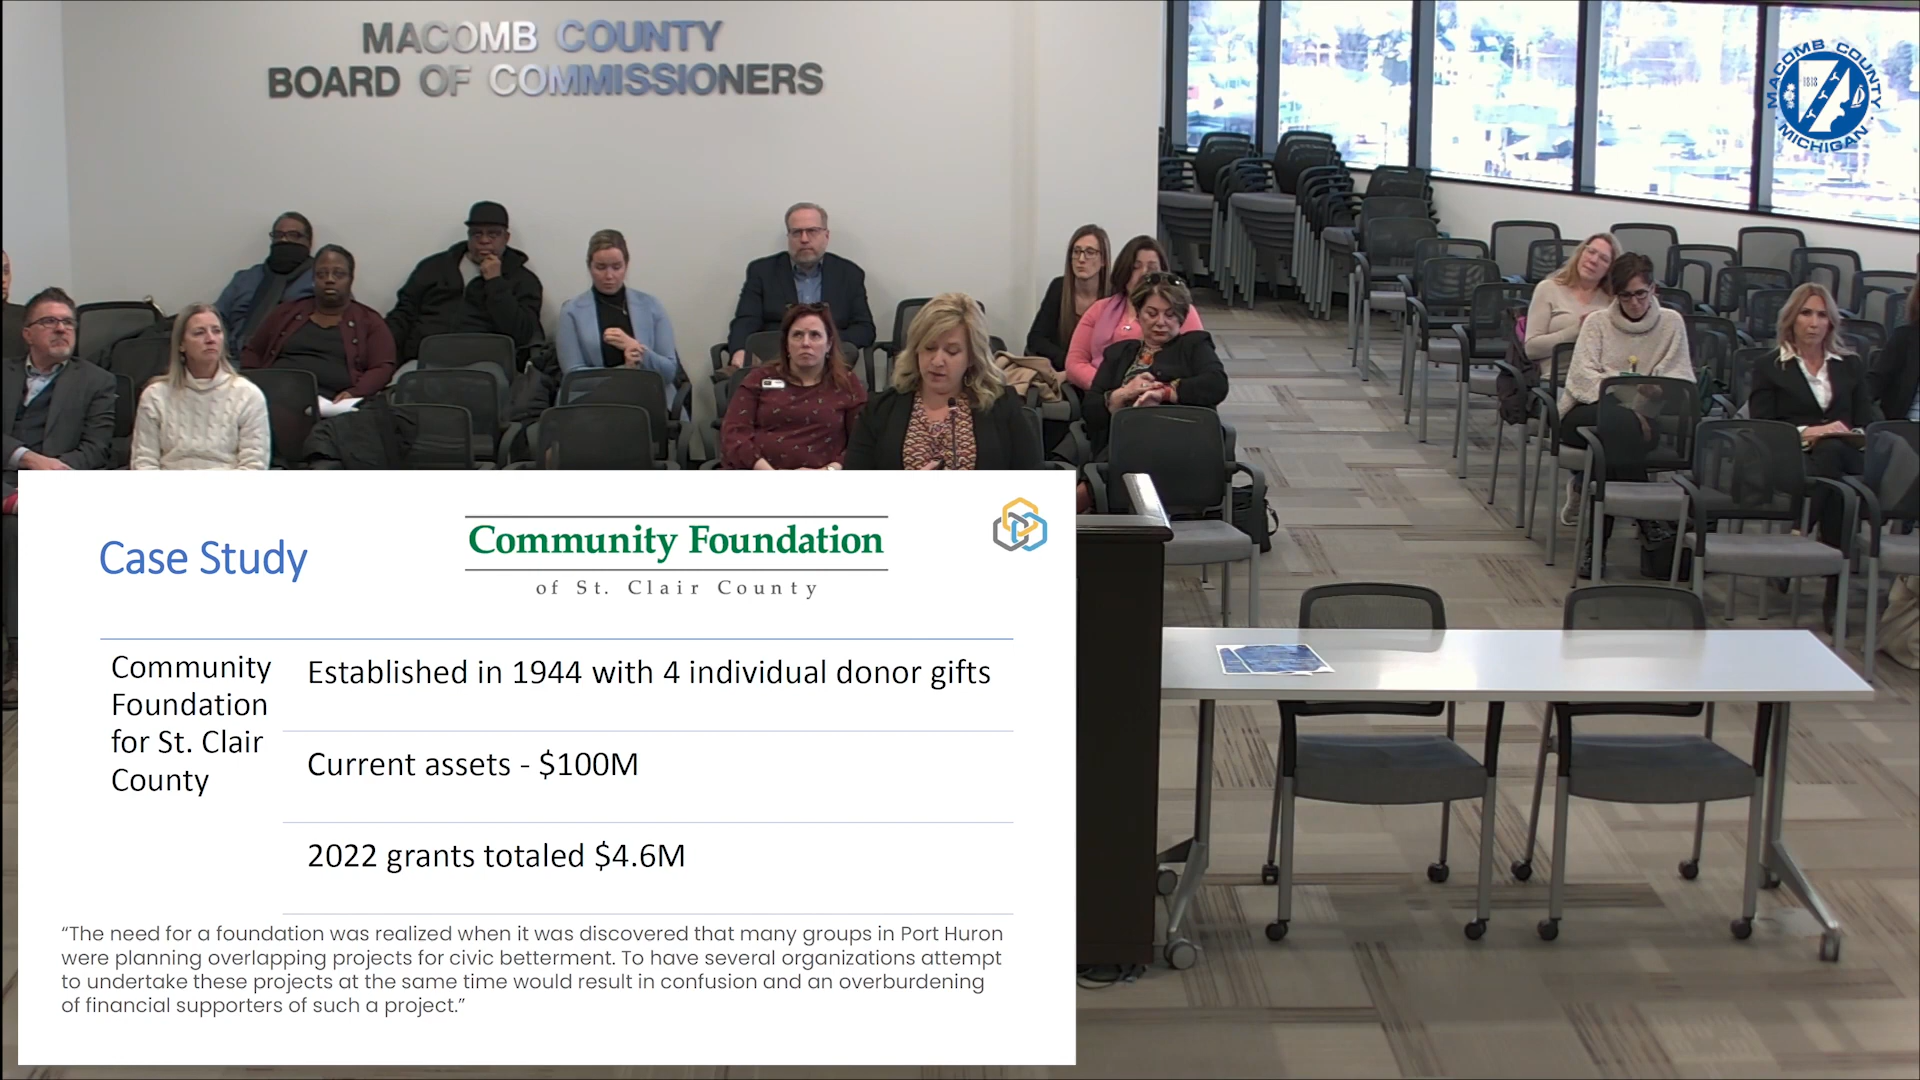 MACOMB COUNTY
BOARD OF COMMISSIONERS
MACOMB COUNTY
1818
MICHIGAN
Case Study
Community Foundation
of St. Clair County
Community
Foundation
for St. Clair
County
Established in 1944 with 4 individual donor gifts
Current assets - $100M
2022 grants totaled $4.6M
“The need for a foundation was realized when it was discovered that many groups in Port Huron
were planning overlapping projects for civic betterment. To have several organizations attempt
to undertake these projects at the same time would result in confusion and an overburdening
of financial supporters of such a project.”